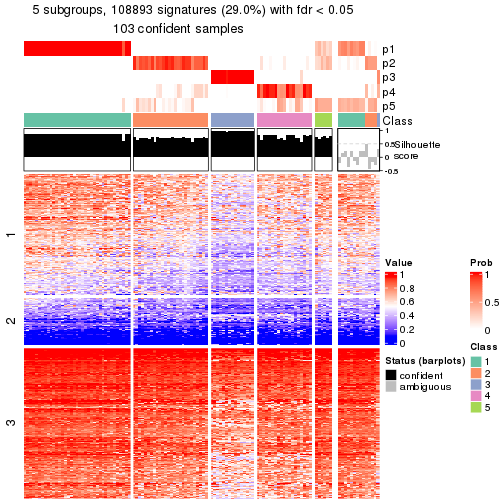 5 subgroups, 108893 signatures (29.0%) with fdr < 0.05
103 confident samples
p1
p2
p3
p4
p5
Class
1
0.5
0
-0.5
Silhouette
score
1
2
3
Value
1
0.8
0.6
0.4
0.2
0
Status (barplots)
confident
ambiguous
Prob
1
0.5
0
Class
1
2
3
4
5